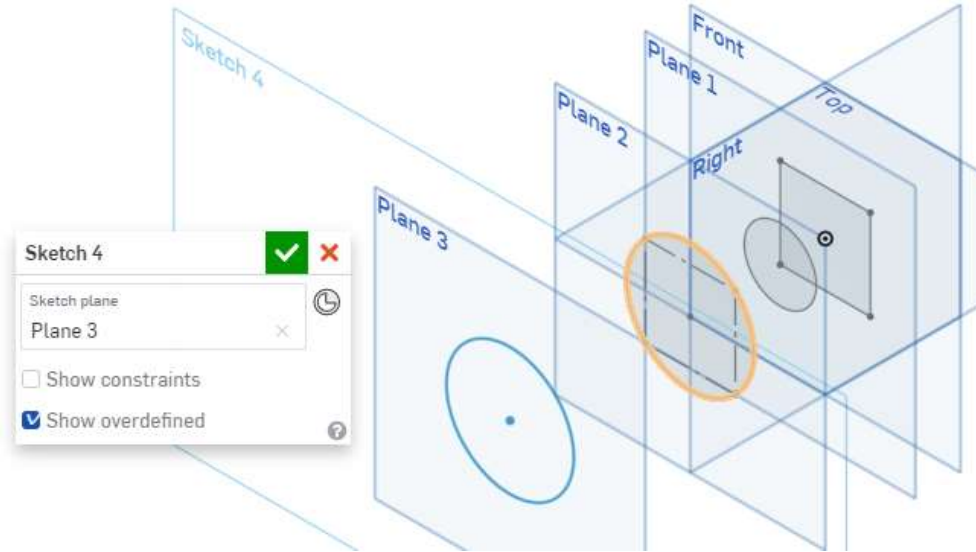 Sketch 4
Front
Plane 1
Top
Plane 2
Right
Plane 3
Sketch 4
Sketch plane
Plane 3
Show constraints
Show overdefined